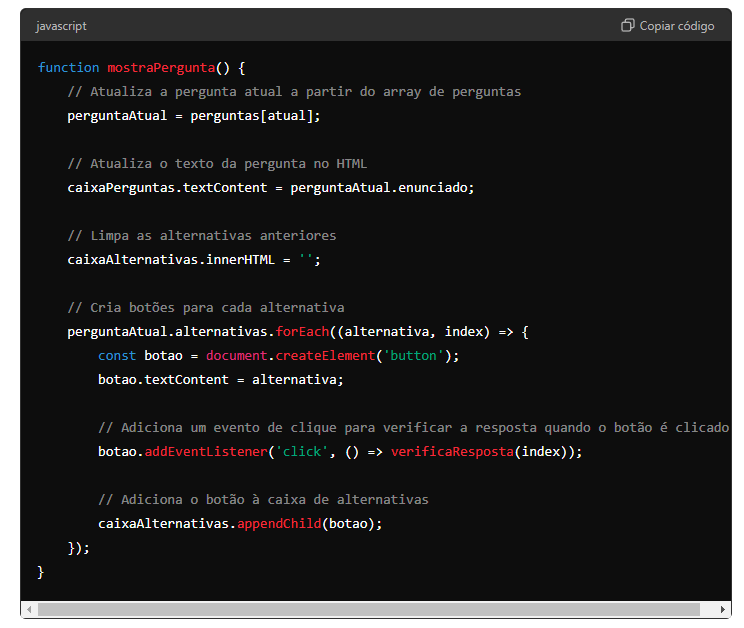 javascript
Copiar código
function mostraPergunta() {
    // Atualiza a pergunta atual a partir do array de perguntas
    perguntaAtual = perguntas[atual];

    // Atualiza o texto da pergunta no HTML
    caixaPerguntas.textContent = perguntaAtual.enunciado;

    // Limpa as alternativas anteriores
    caixaAlternativas.innerHTML = '';

    // Cria botões para cada alternativa
    perguntaAtual.alternativas.forEach((alternativa, index) => {
        const botao = document.createElement('button');
        botao.textContent = alternativa;

        // Adiciona um evento de clique para verificar a resposta quando o botão é clicado
        botao.addEventListener('click', () => verificaResposta(index));

        // Adiciona o botão à caixa de alternativas
        caixaAlternativas.appendChild(botao);
    });
}